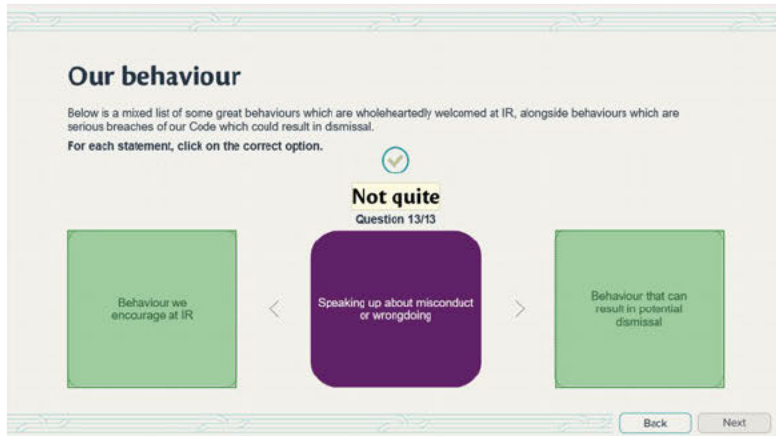 Our behaviour
Below is a mixed list of some great behaviours which are wholeheartedly welcomed at IR, alongside behaviours which are
serious breaches of our Code which could result in dismissal.
For each statement, click on the correct option.
Not quite
Question 13/13
Behaviour we
encourage at IR
Speaking up about misconduct
or wrongdoing
Behaviour that can
result in potential
dismissal
Back
Next